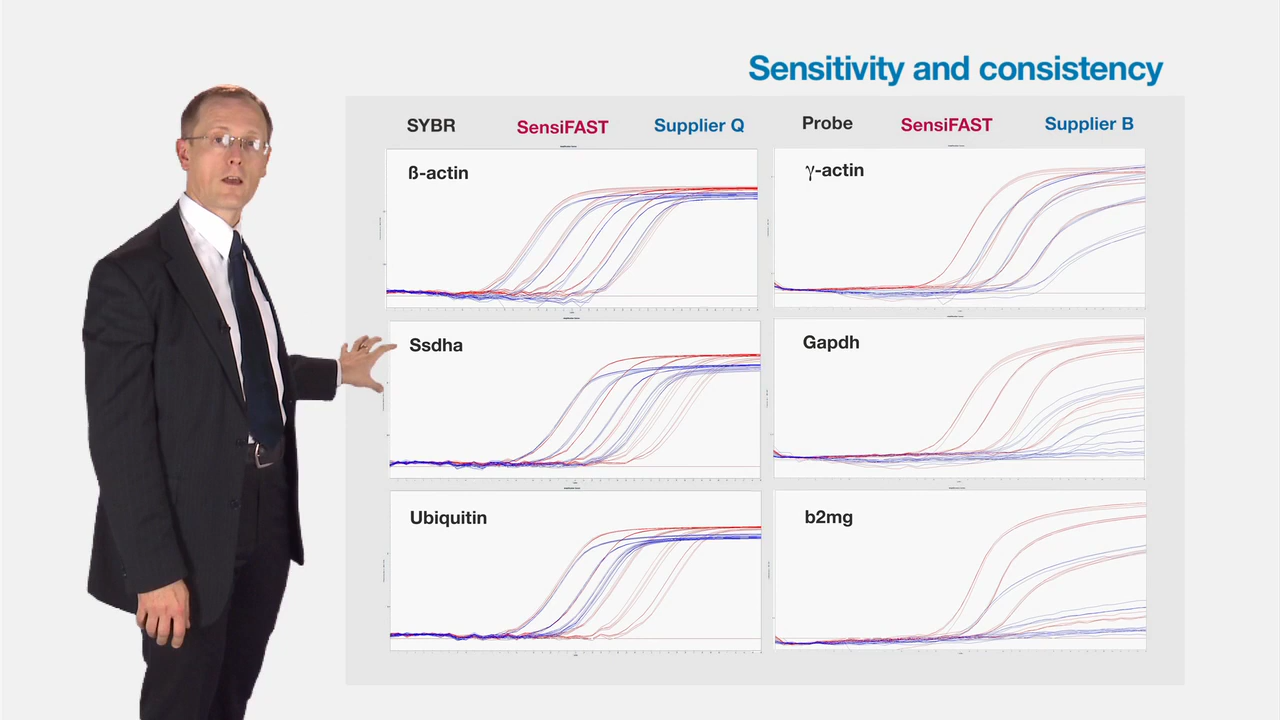 Sensitivity and consistency
SYBR SensiFAST Supplier Q Probe SensiFAST Supplier B
ß-actin
γ-actin
Ssdha
Gapdh
Ubiquitin
b2mg